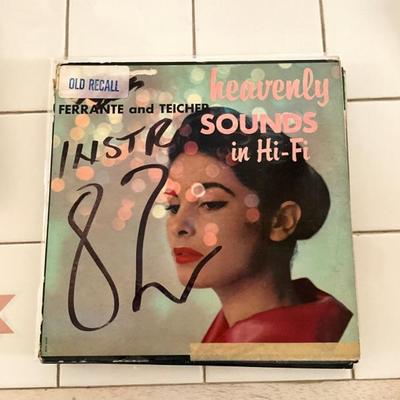 OLD RECALL
FERRANTE and TEICHER
heavenly
SOUNDS
in Hi-Fi
INSTR
82